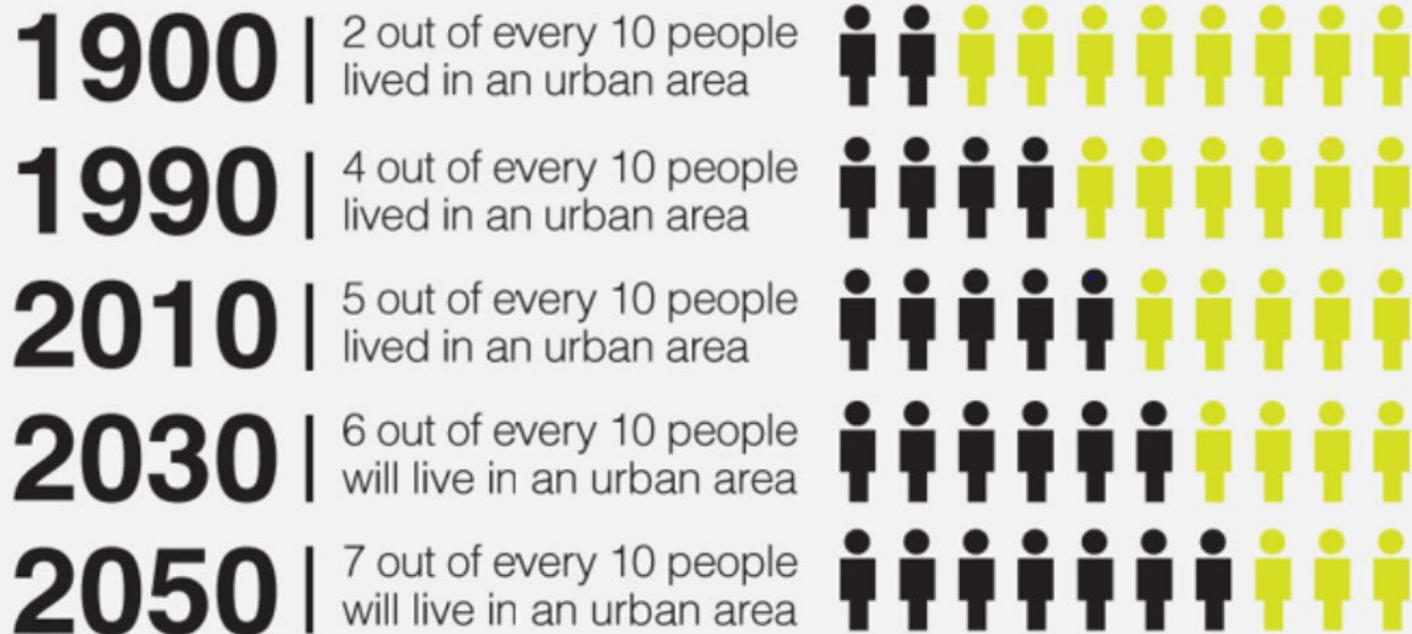 1900
2 out of every 10 people
lived in an urban area
1990
4 out of every 10 people
lived in an urban area
2010
5 out of every 10 people
lived in an urban area
2030
6 out of every 10 people
will live in an urban area
2050
7 out of every 10 people
will live in an urban area